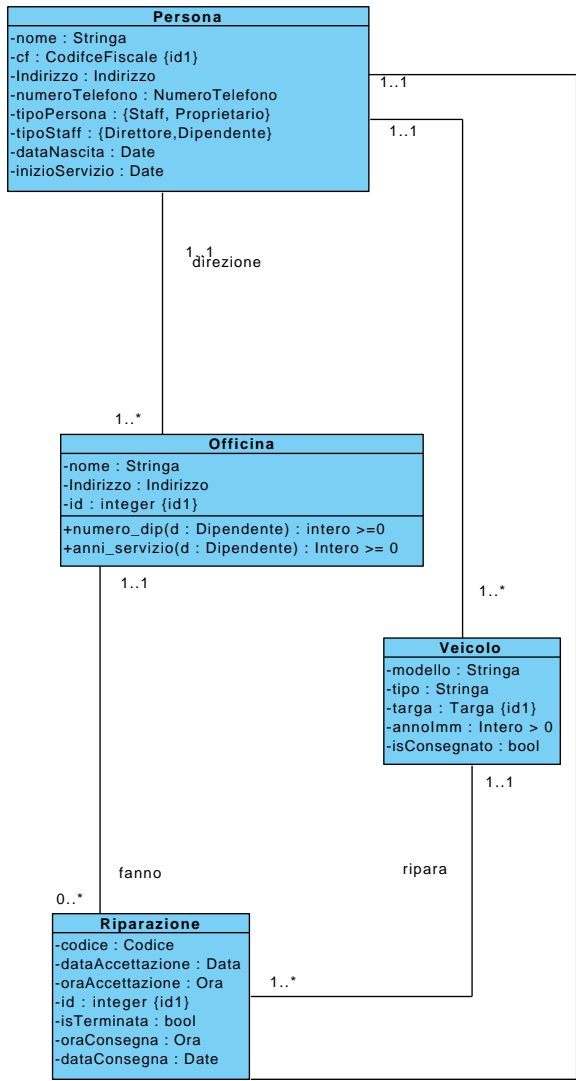 Persona
-nome : Stringa
-cf : CodifceFiscale {id1}
-Indirizzo : Indirizzo
-numeroTelefono : NumeroTelefono
-tipoPersona : {Staff, Proprietario}
-tipoStaff : {Direttore,Dipendente}
-dataNascita : Date
-inizioServizio : Date
1..1
1..1
1..1
direzione
1..*
Officina
-nome : Stringa
-Indirizzo : Indirizzo
-id : integer {id1}
+numero_dip(d : Dipendente) : intero >=0
+anni_servizio(d : Dipendente) : Intero >= 0
1..1
1..*
Veicolo
-modello : Stringa
-tipo : Stringa
-targa : Targa {id1}
-annoImm : Intero > 0
-isConsegnato : bool
1..1
fanno
ripara
0..*
Riparazione
-codice : Codice
-dataAccettazione : Data
-oraAccettazione : Ora
-id : integer {id1}
-isTerminata : bool
-oraConsegna : Ora
-dataConsegna : Date
1..*